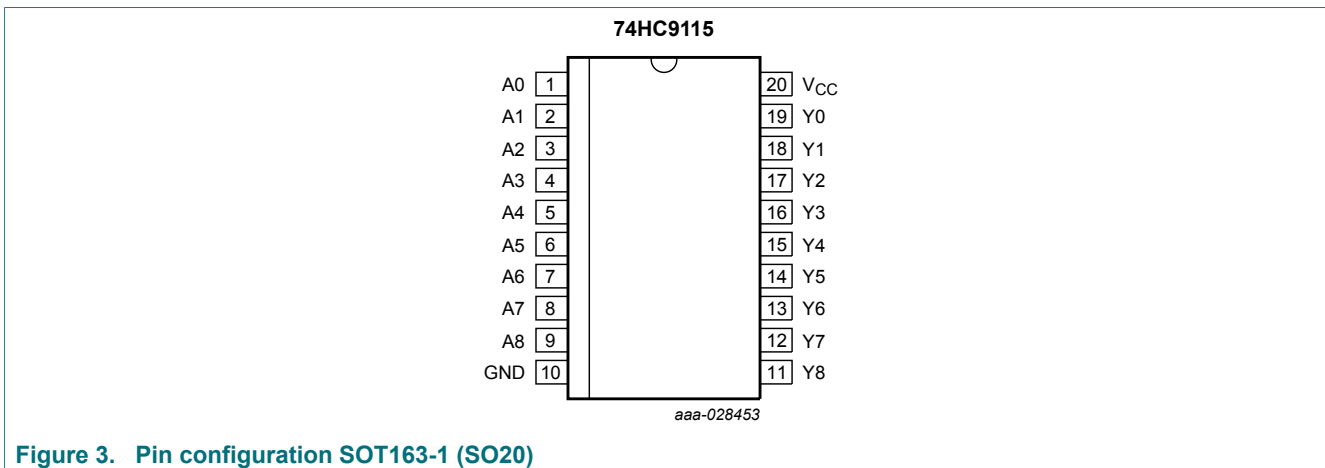 74HC9115
A0 1 20 VCC
A1 2 19 Y0
A2 3 18 Y1
A3 4 17 Y2
A4 5 16 Y3
A5 6 15 Y4
A6 7 14 Y5
A7 8 13 Y6
A8 9 12 Y7
GND 10 11 Y8
aaa-028453
Figure 3. Pin configuration SOT163-1 (SO20)